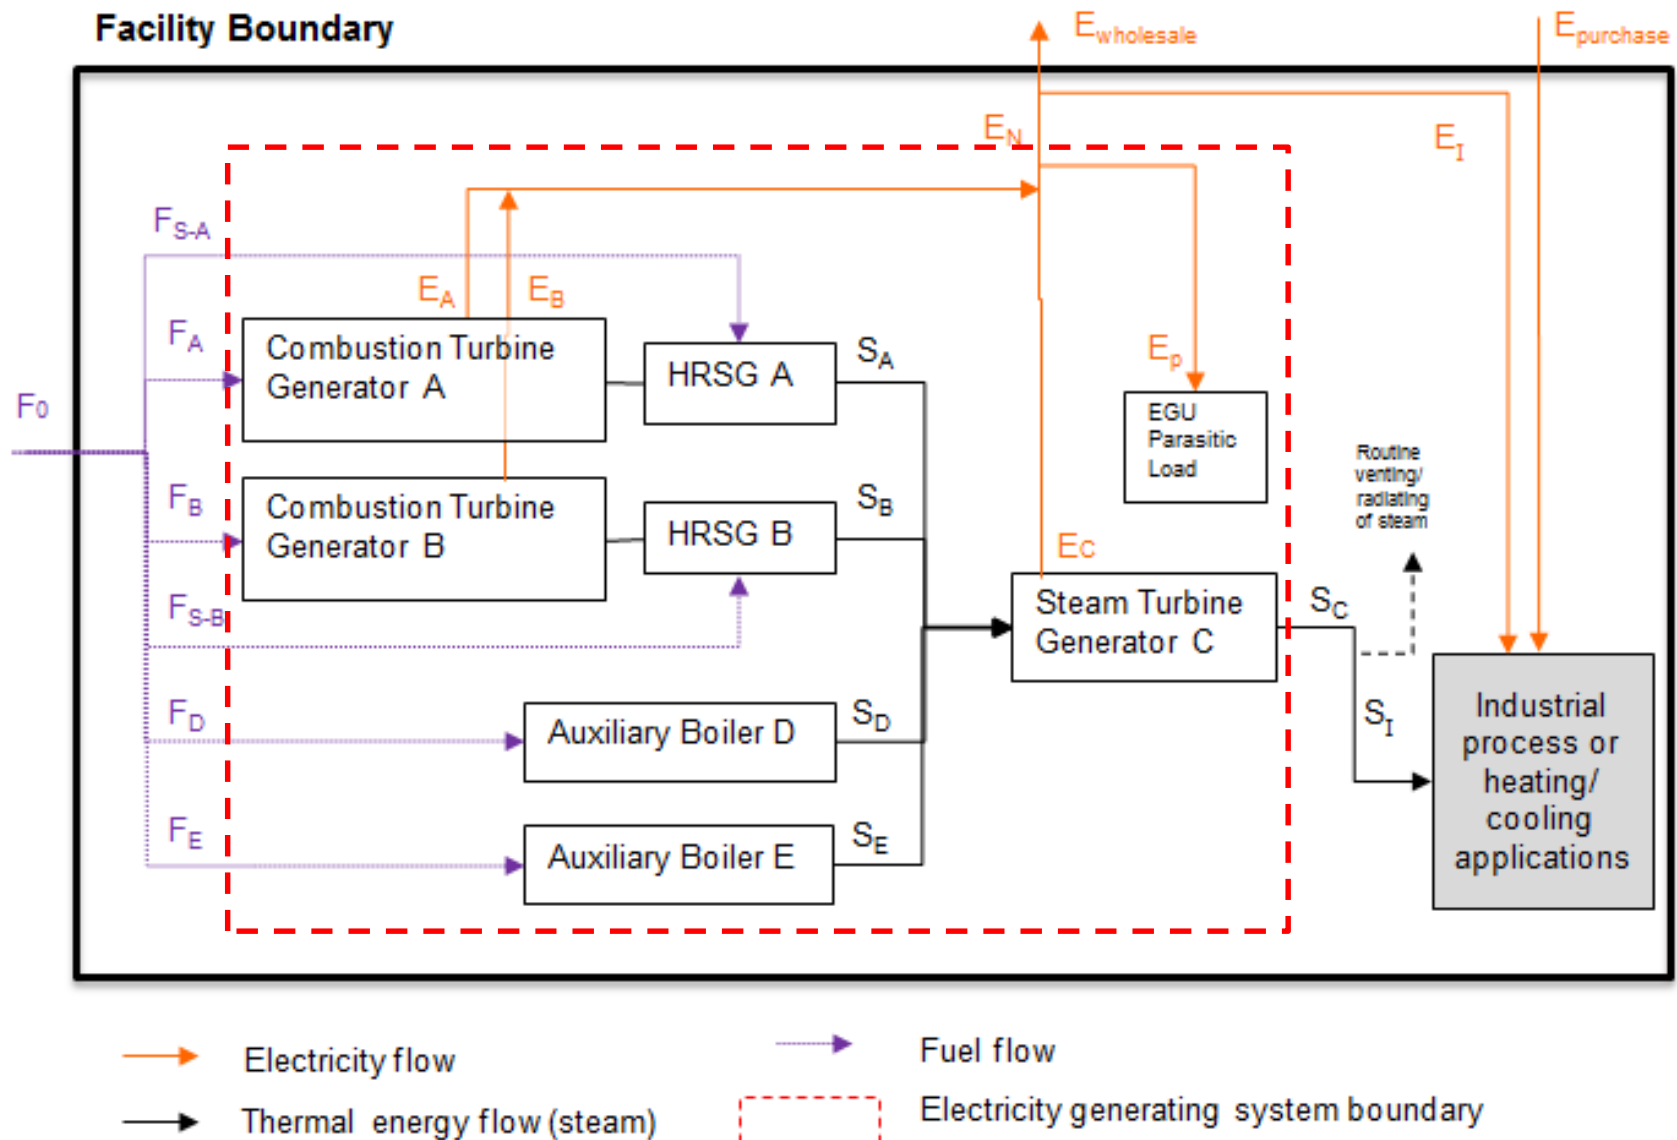 Facility Boundary
Ewholesale
Epurchase
EN
EI
FS-A
EA
EB
FA
Combustion Turbine
Generator A
HRSG A
SA
Ep
EGU
Parasitic
Load
F0
FB
Combustion Turbine
Generator B
HRSG B
SB
Routine
venting/
radiating
of steam
EC
FS-B
Steam Turbine
Generator C
SC
FD
Auxiliary Boiler D
SD
SI
Industrial
process or
heating/
cooling
applications
FE
Auxiliary Boiler E
SE
Electricity flow
Fuel flow
Thermal energy flow (steam)
Electricity generating system boundary